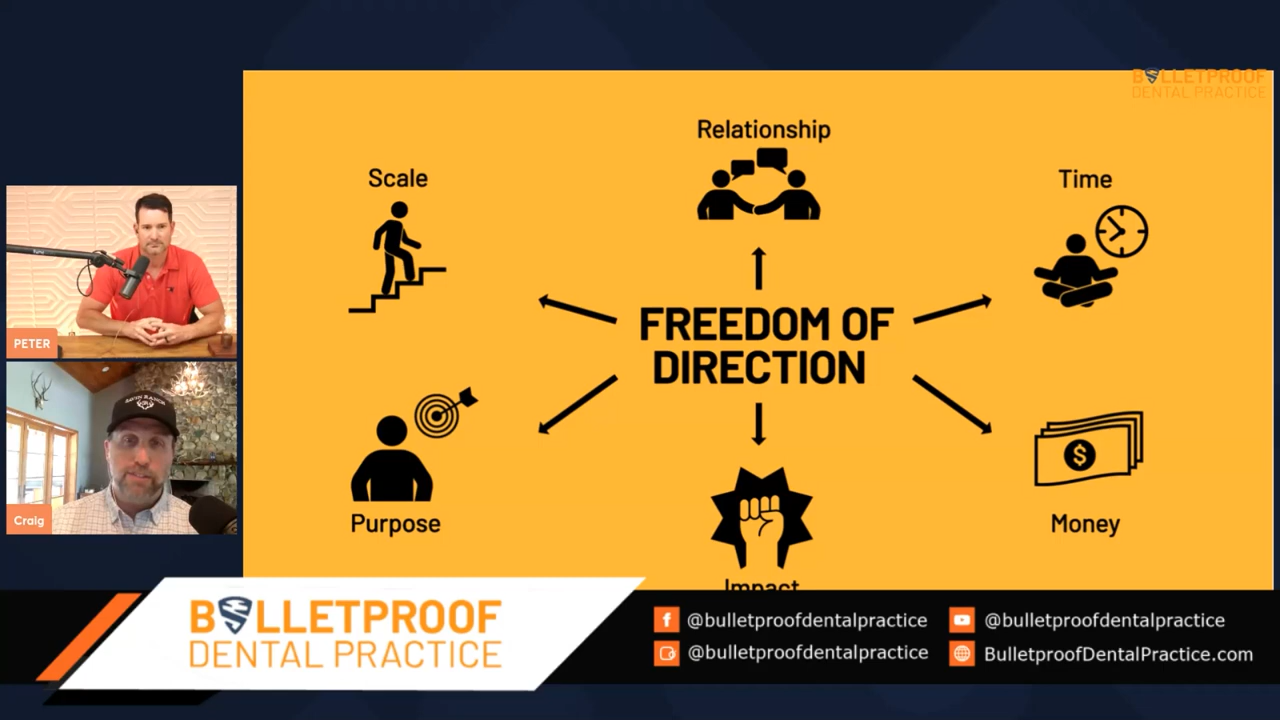 BULLETPROOF
DENTAL PRACTICE
Relationship
Scale
Time
FREEDOM OF
DIRECTION
$
Purpose
Money
Impact
PETER
Craig
BULLETPROOF
DENTAL PRACTICE
@bulletproofdentalpractice
@bulletproofdentalpractice
@bulletproofdentalpractice
BulletproofDentalPractice.com